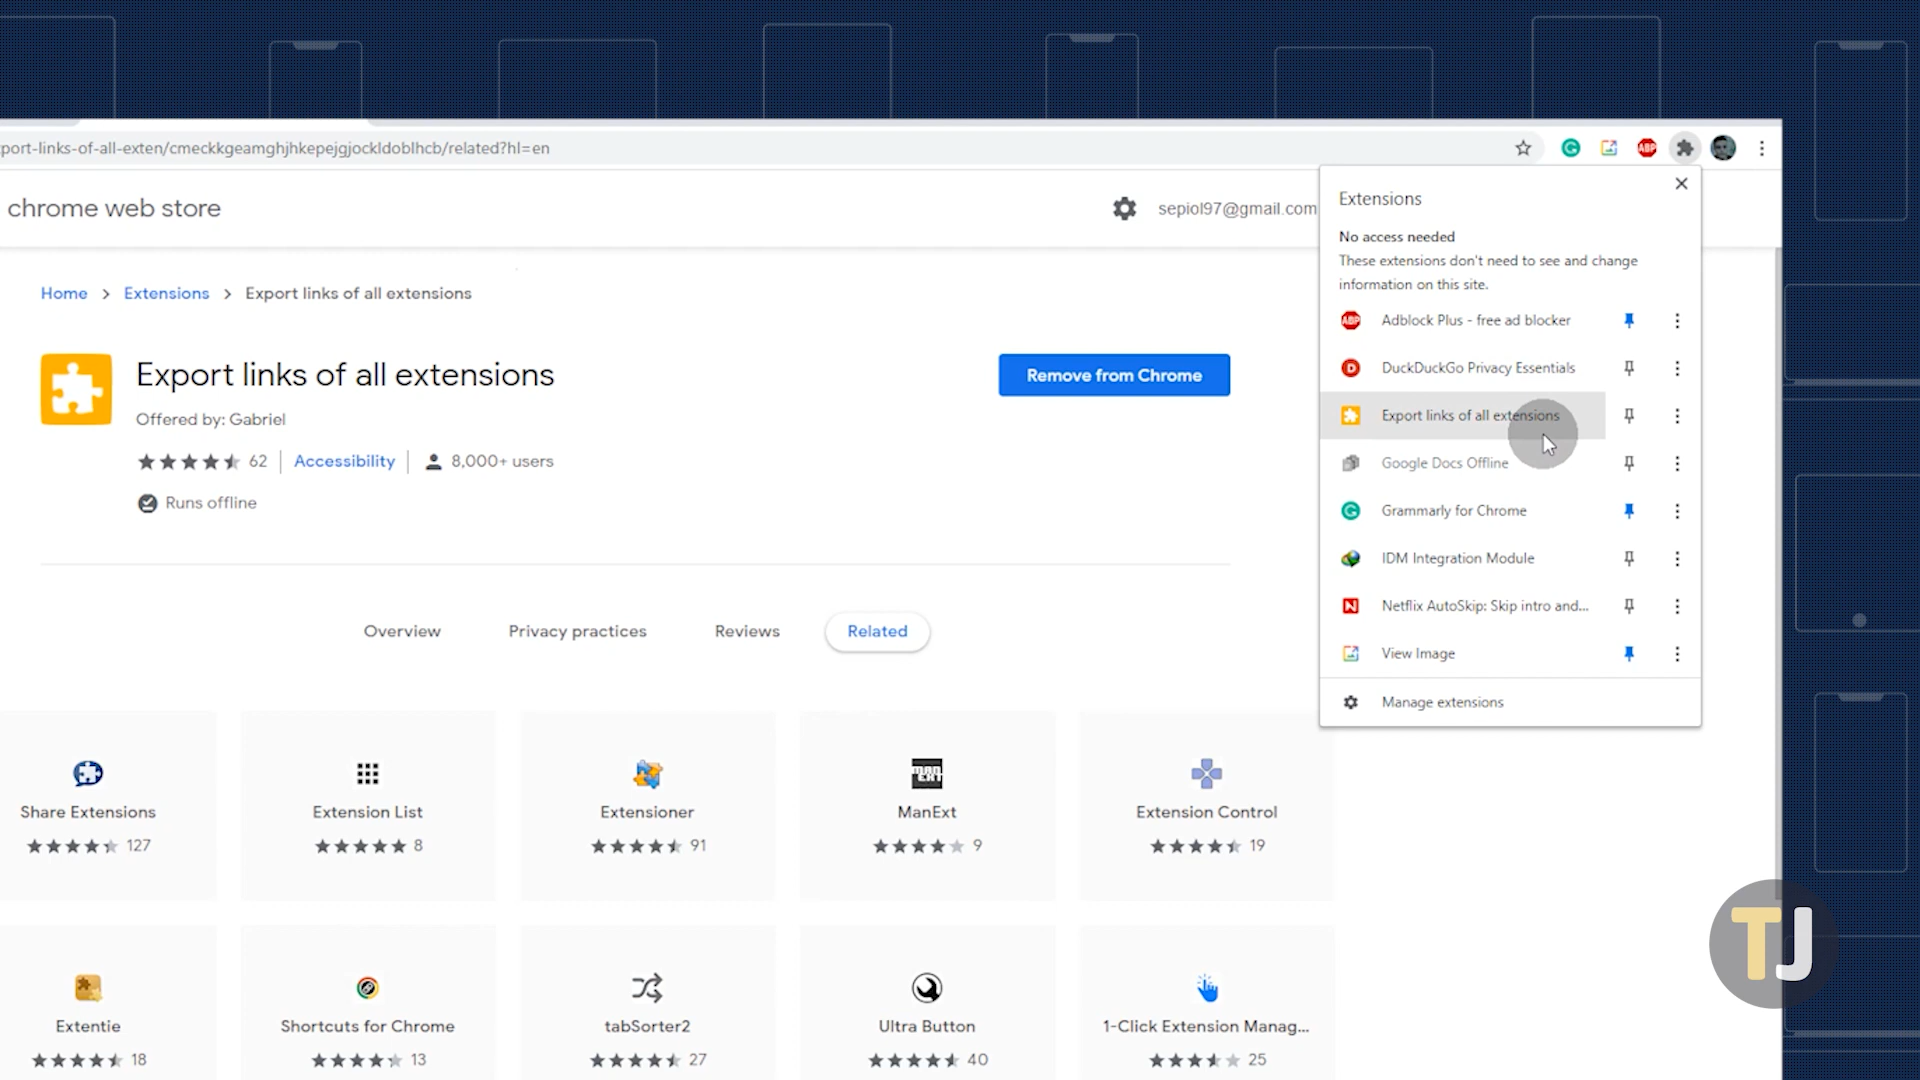 port-links-of-all-exten/cmeckkgeamghjhkepejgjockldoblhcb/related?hl=en
ABP
chrome web store
sepiol97@gmail.com
Extensions
No access needed
These extensions don't need to see and change
information on this site.
ABP Adblock Plus - free ad blocker
D DuckDuckGo Privacy Essentials
Export links of all extensions
Google Docs Offline
G Grammarly for Chrome
IDM Integration Module
N Netflix AutoSkip: Skip intro and...
View Image
Manage extensions
Home > Extensions > Export links of all extensions
Export links of all extensions
Remove from Chrome
Offered by: Gabriel
62 | Accessibility | 8,000+ users
Runs offline
Overview Privacy practices Reviews Related
Share Extensions
127
Extension List
8
Extensioner
91
MAN EXT
ManExt
9
Extension Control
19
Extentie
18
Shortcuts for Chrome
13
tabSorter2
27
Ultra Button
40
1-Click Extension Manag...
25
TJ